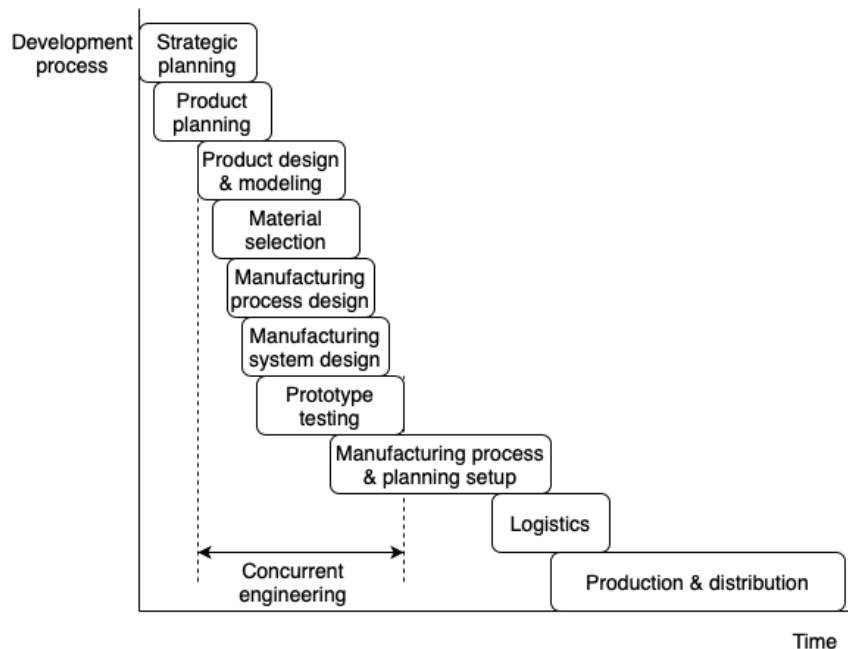 Development
process
Strategic
planning
Product
planning
Product design
& modeling
Material
selection
Manufacturing
process design
Manufacturing
system design
Prototype
testing
Manufacturing process
& planning setup
Logistics
Concurrent
engineering
Production & distribution
Time